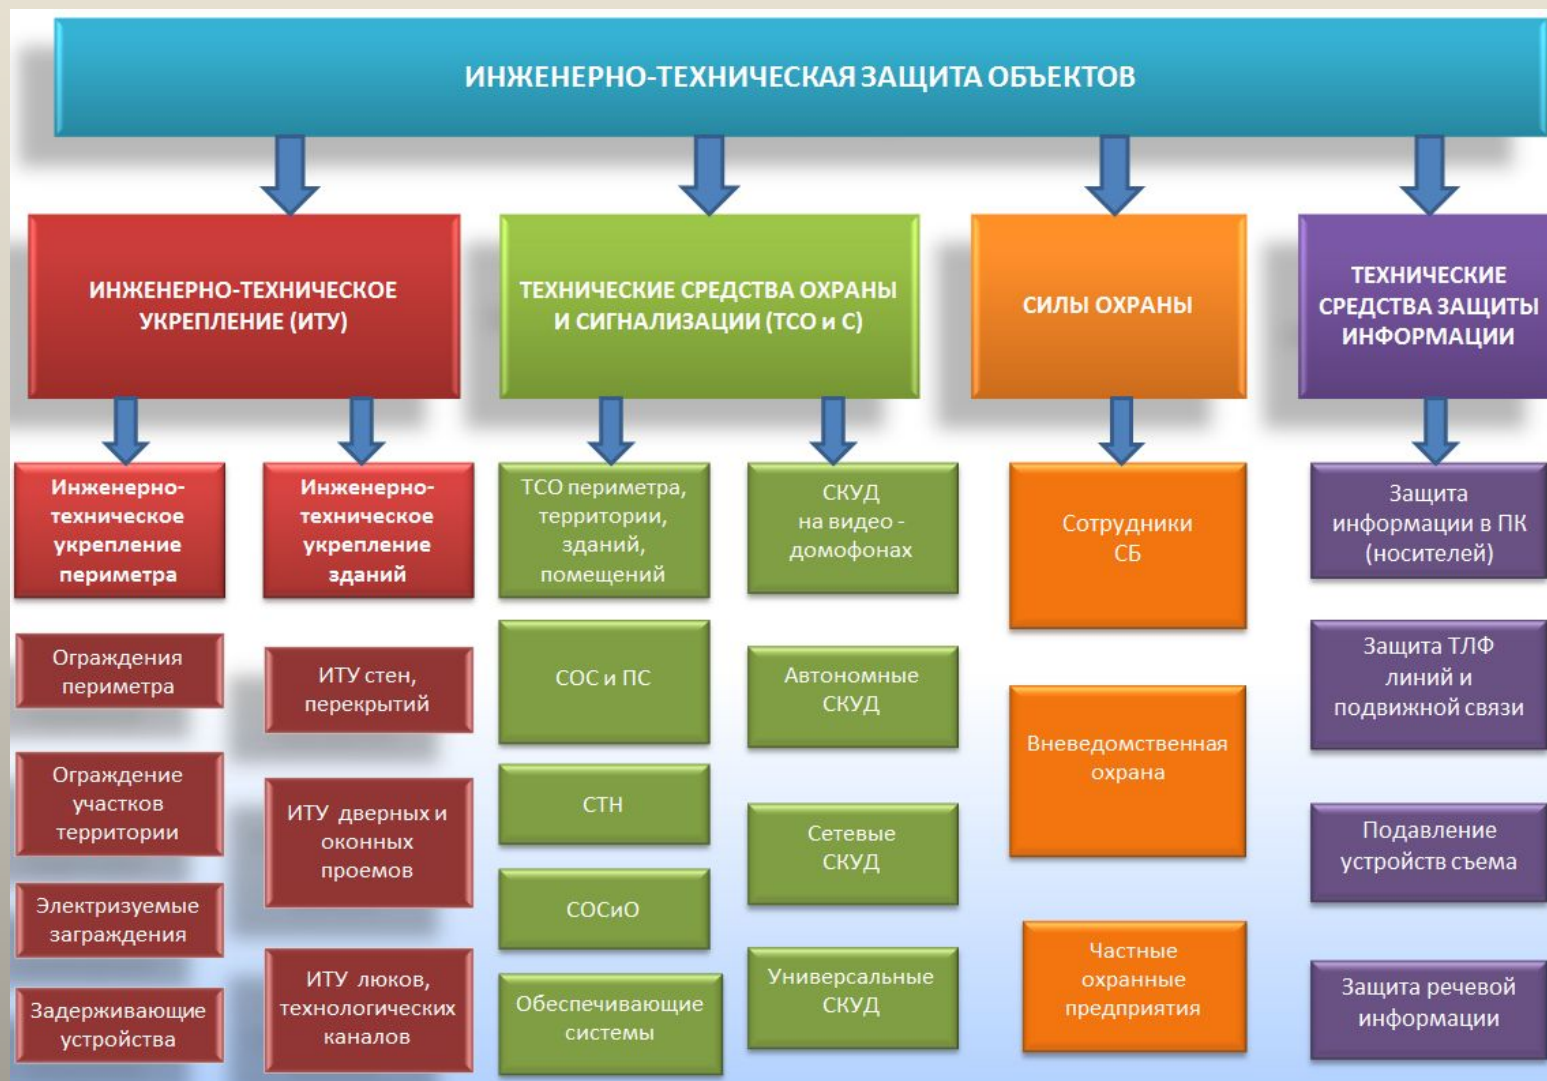 ИНЖЕНЕРНО-ТЕХНИЧЕСКАЯ ЗАЩИТА ОБЪЕКТОВ
ИНЖЕНЕРНО-ТЕХНИЧЕСКОЕ
УКРЕПЛЕНИЕ (ИТУ)
ТЕХНИЧЕСКИЕ СРЕДСТВА ОХРАНЫ
И СИГНАЛИЗАЦИИ (ТСО и С)
СИЛЫ ОХРАНЫ
ТЕХНИЧЕСКИЕ
СРЕДСТВА ЗАЩИТЫ
ИНФОРМАЦИИ
Инженерно-
техническое
укрепление
периметра
Ограждения
периметра
Ограждение
участков
территории
Электризуемые
заграждения
Задерживающие
устройства
Инженерно-
техническое
укрепление
зданий
ИТУ стен,
перекрытий
ИТУ дверных и
оконных
проемов
ИТУ люков,
технологических
каналов
ТСО периметра,
территории,
зданий,
помещений
СОС и ПС
СТН
СОСиО
Обеспечивающие
системы
СКУД
на видео -
домофонах
Автономные
СКУД
Сетевые
СКУД
Универсальные
СКУД
Сотрудники
СБ
Вневедомственная
охрана
Частные
охранные
предприятия
Защита
информации в ПК
(носителей)
Защита ТЛФ
линий и
подвижной связи
Подавление
устройств съема
Защита речевой
информации